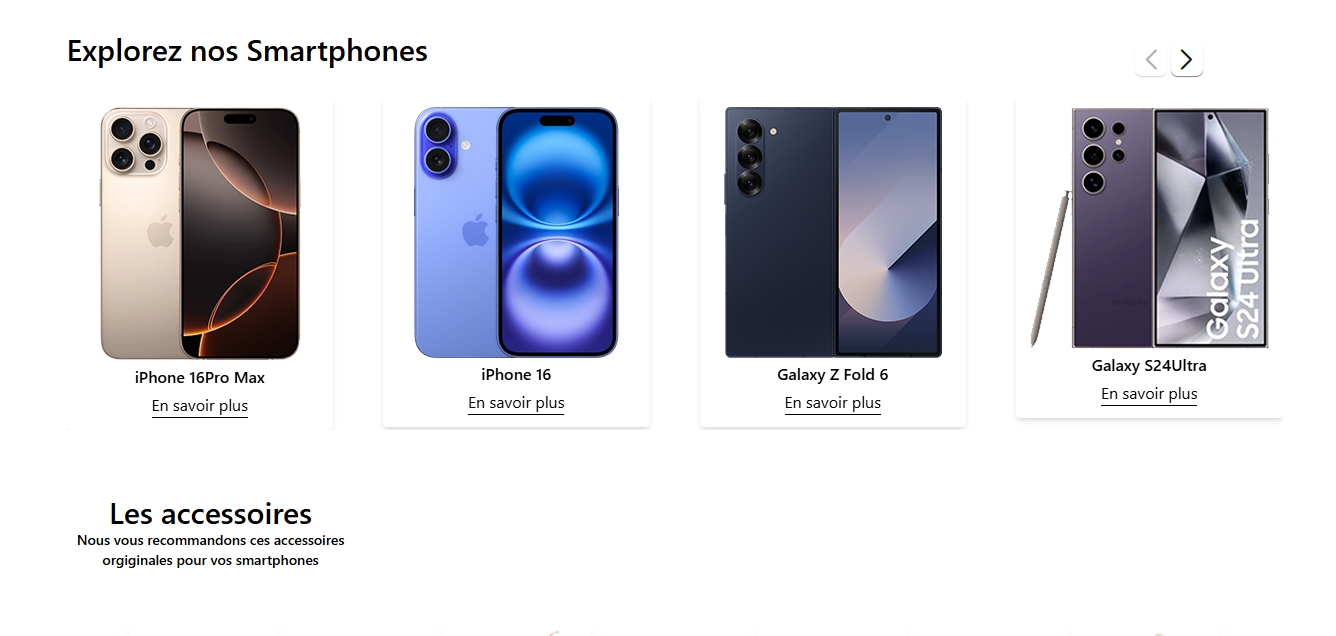 Explorez nos Smartphones
Galaxy
S24 Ultra
iPhone 16Pro Max
iPhone 16
Galaxy Z Fold 6
Galaxy S24Ultra
En savoir plus
En savoir plus
En savoir plus
En savoir plus
Les accessoires
Nous vous recommandons ces accessoires
orgiginales pour vos smartphones